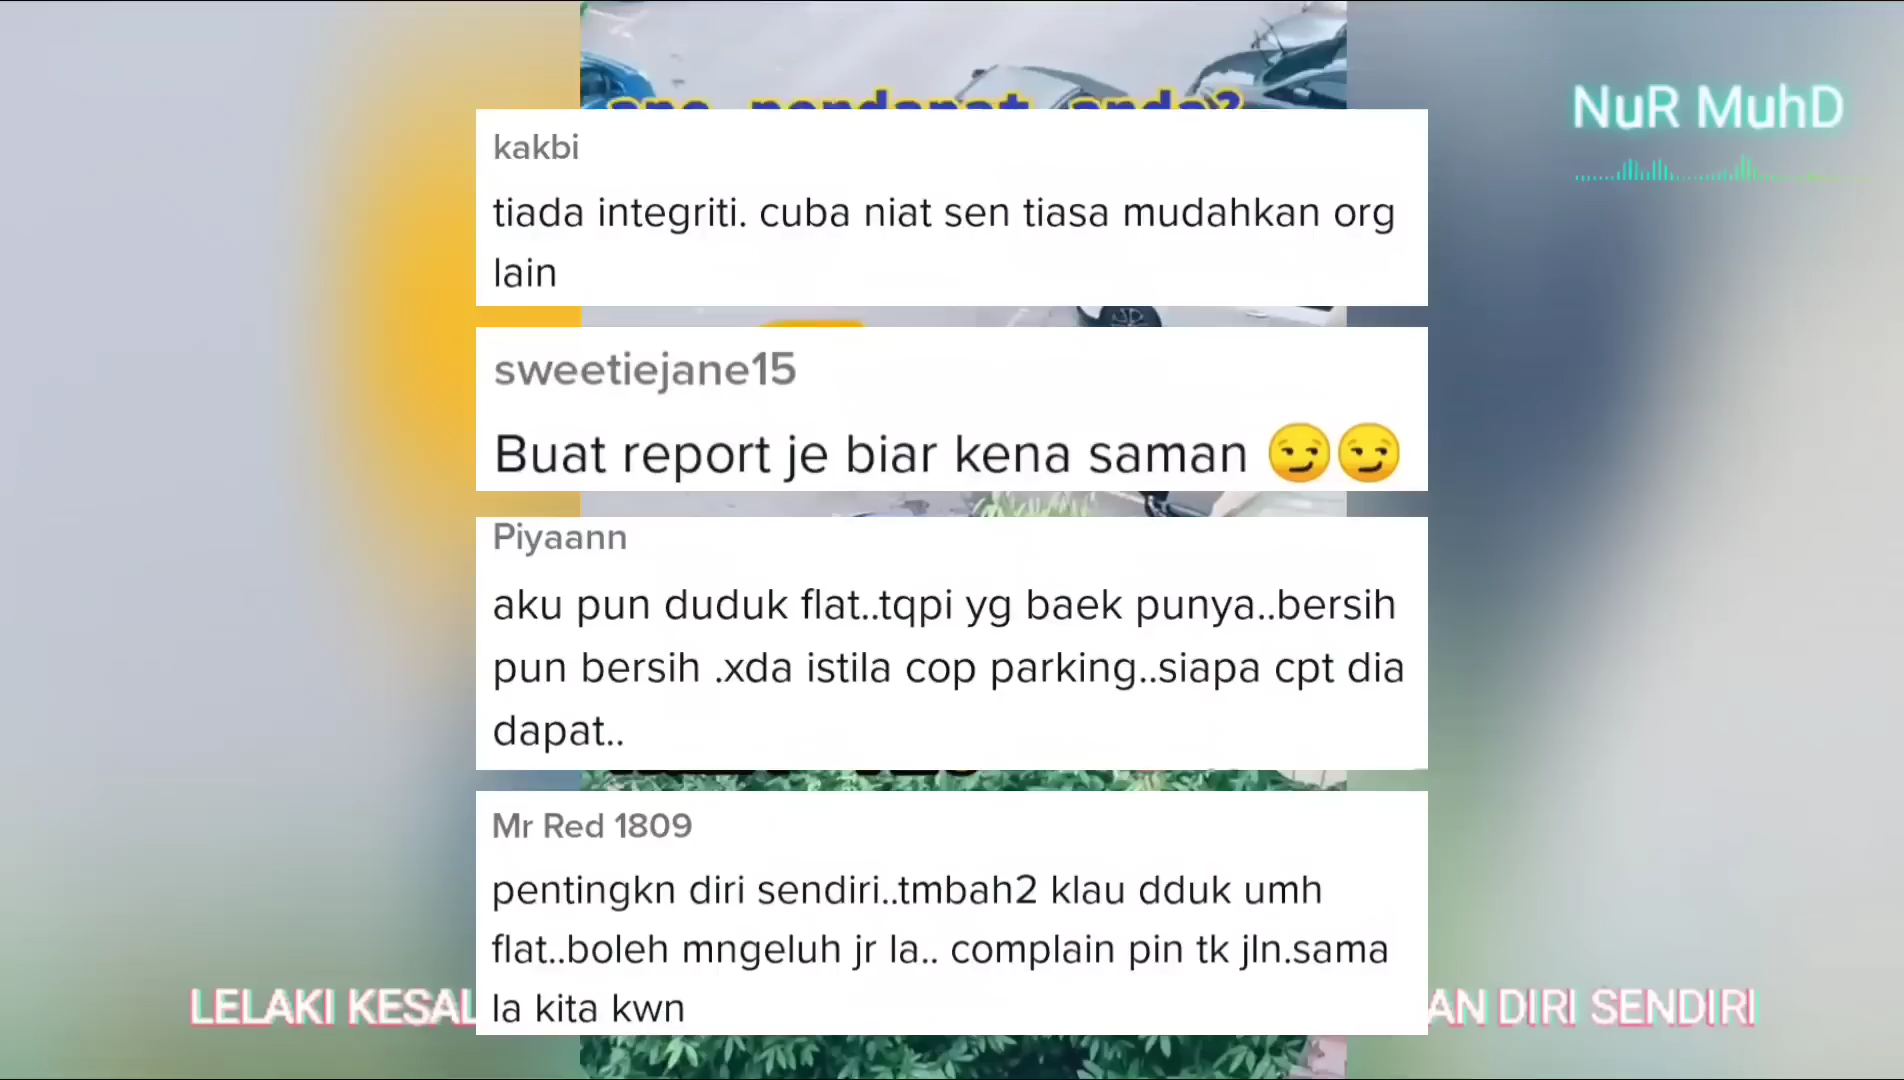 apa pendapat anda?
NuR MuhD
kakbi
tiada integriti. cuba niat sen tiasa mudahkan org
lain
sweetiejane15
Buat report je biar kena saman 😏😏
Piyaann
aku pun duduk flat..tqpi yg baek punya..bersih
pun bersih .xda istila cop parking..siapa cpt dia
dapat..
Mr Red 1809
pentingkn diri sendiri..tmbah2 klau dduk umh
flat..boleh mngeluh jr la.. complain pin tk jln.sama
la kita kwn
LELAKI KESAL AN DIRI SENDIRI